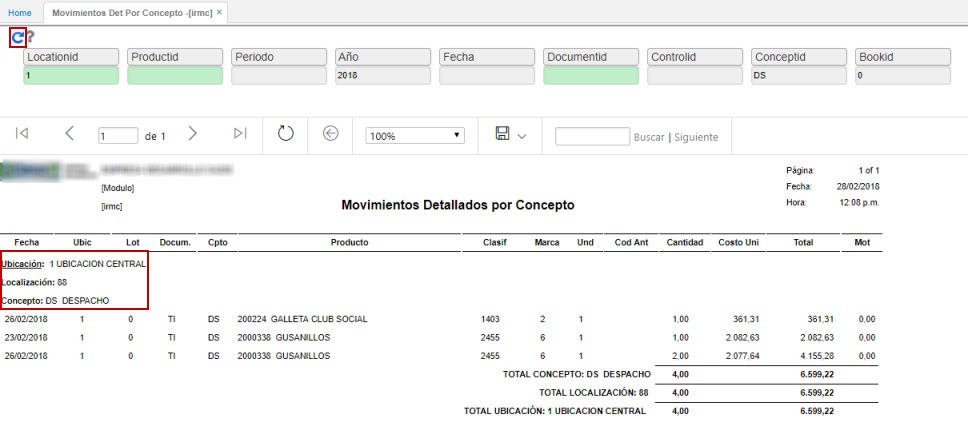 Home Movimientos Det Por Concepto -[irmc] ×
?
Locationid Productid Periodo Año Fecha Documentid Controlid Conceptid Bookid
1 2018 DS 0
1 de 1 100% Buscar | Siguiente
Página: 1 of 1
[Modulo] Fecha: 28/02/2018
[irmc] Movimientos Detallados por Concepto Hora: 12:08 p.m.
Fecha Ubic Lot Docum. Cpto Producto Clasif Marca Und Cod Ant Cantidad Costo Uni Total Mot
Ubicación: 1 UBICACION CENTRAL
Localización: 88
Concepto: DS DESPACHO
26/02/2018 1 0 TI DS 200224 GALLETA CLUB SOCIAL 1403 2 1 1,00 361,31 361,31 0,00
23/02/2018 1 0 TI DS 2000338 GUSANILLOS 2455 6 1 1,00 2.082,63 2.082,63 0,00
26/02/2018 1 0 TI DS 2000338 GUSANILLOS 2455 6 1 2,00 2.077,64 4.155,28 0,00
TOTAL CONCEPTO: DS DESPACHO 4,00 6.599,22
TOTAL LOCALIZACIÓN: 88 4,00 6.599,22
TOTAL UBICACIÓN: 1 UBICACION CENTRAL 4,00 6.599,22